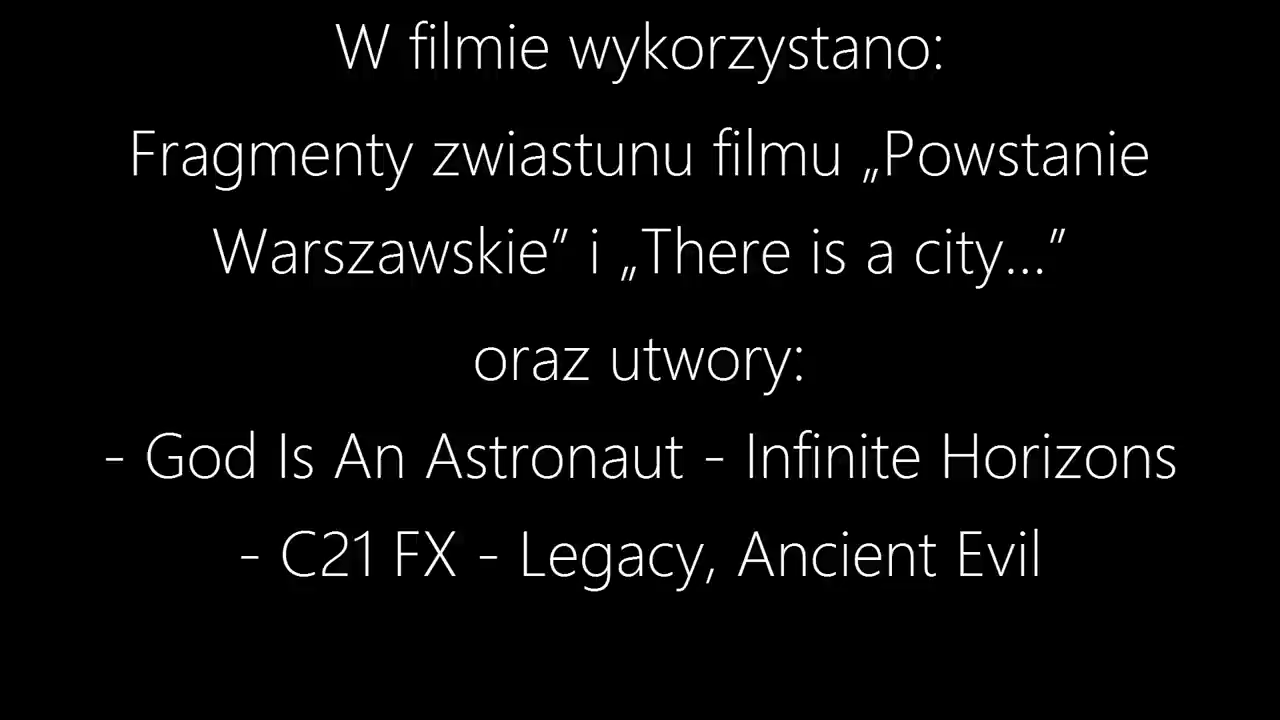 W filmie wykorzystano:
Fragmenty zwiastunu filmu „Powstanie
Warszawskie” i „There is a city...”
oraz utwory:
- God Is An Astronaut - Infinite Horizons
- C21 FX - Legacy, Ancient Evil